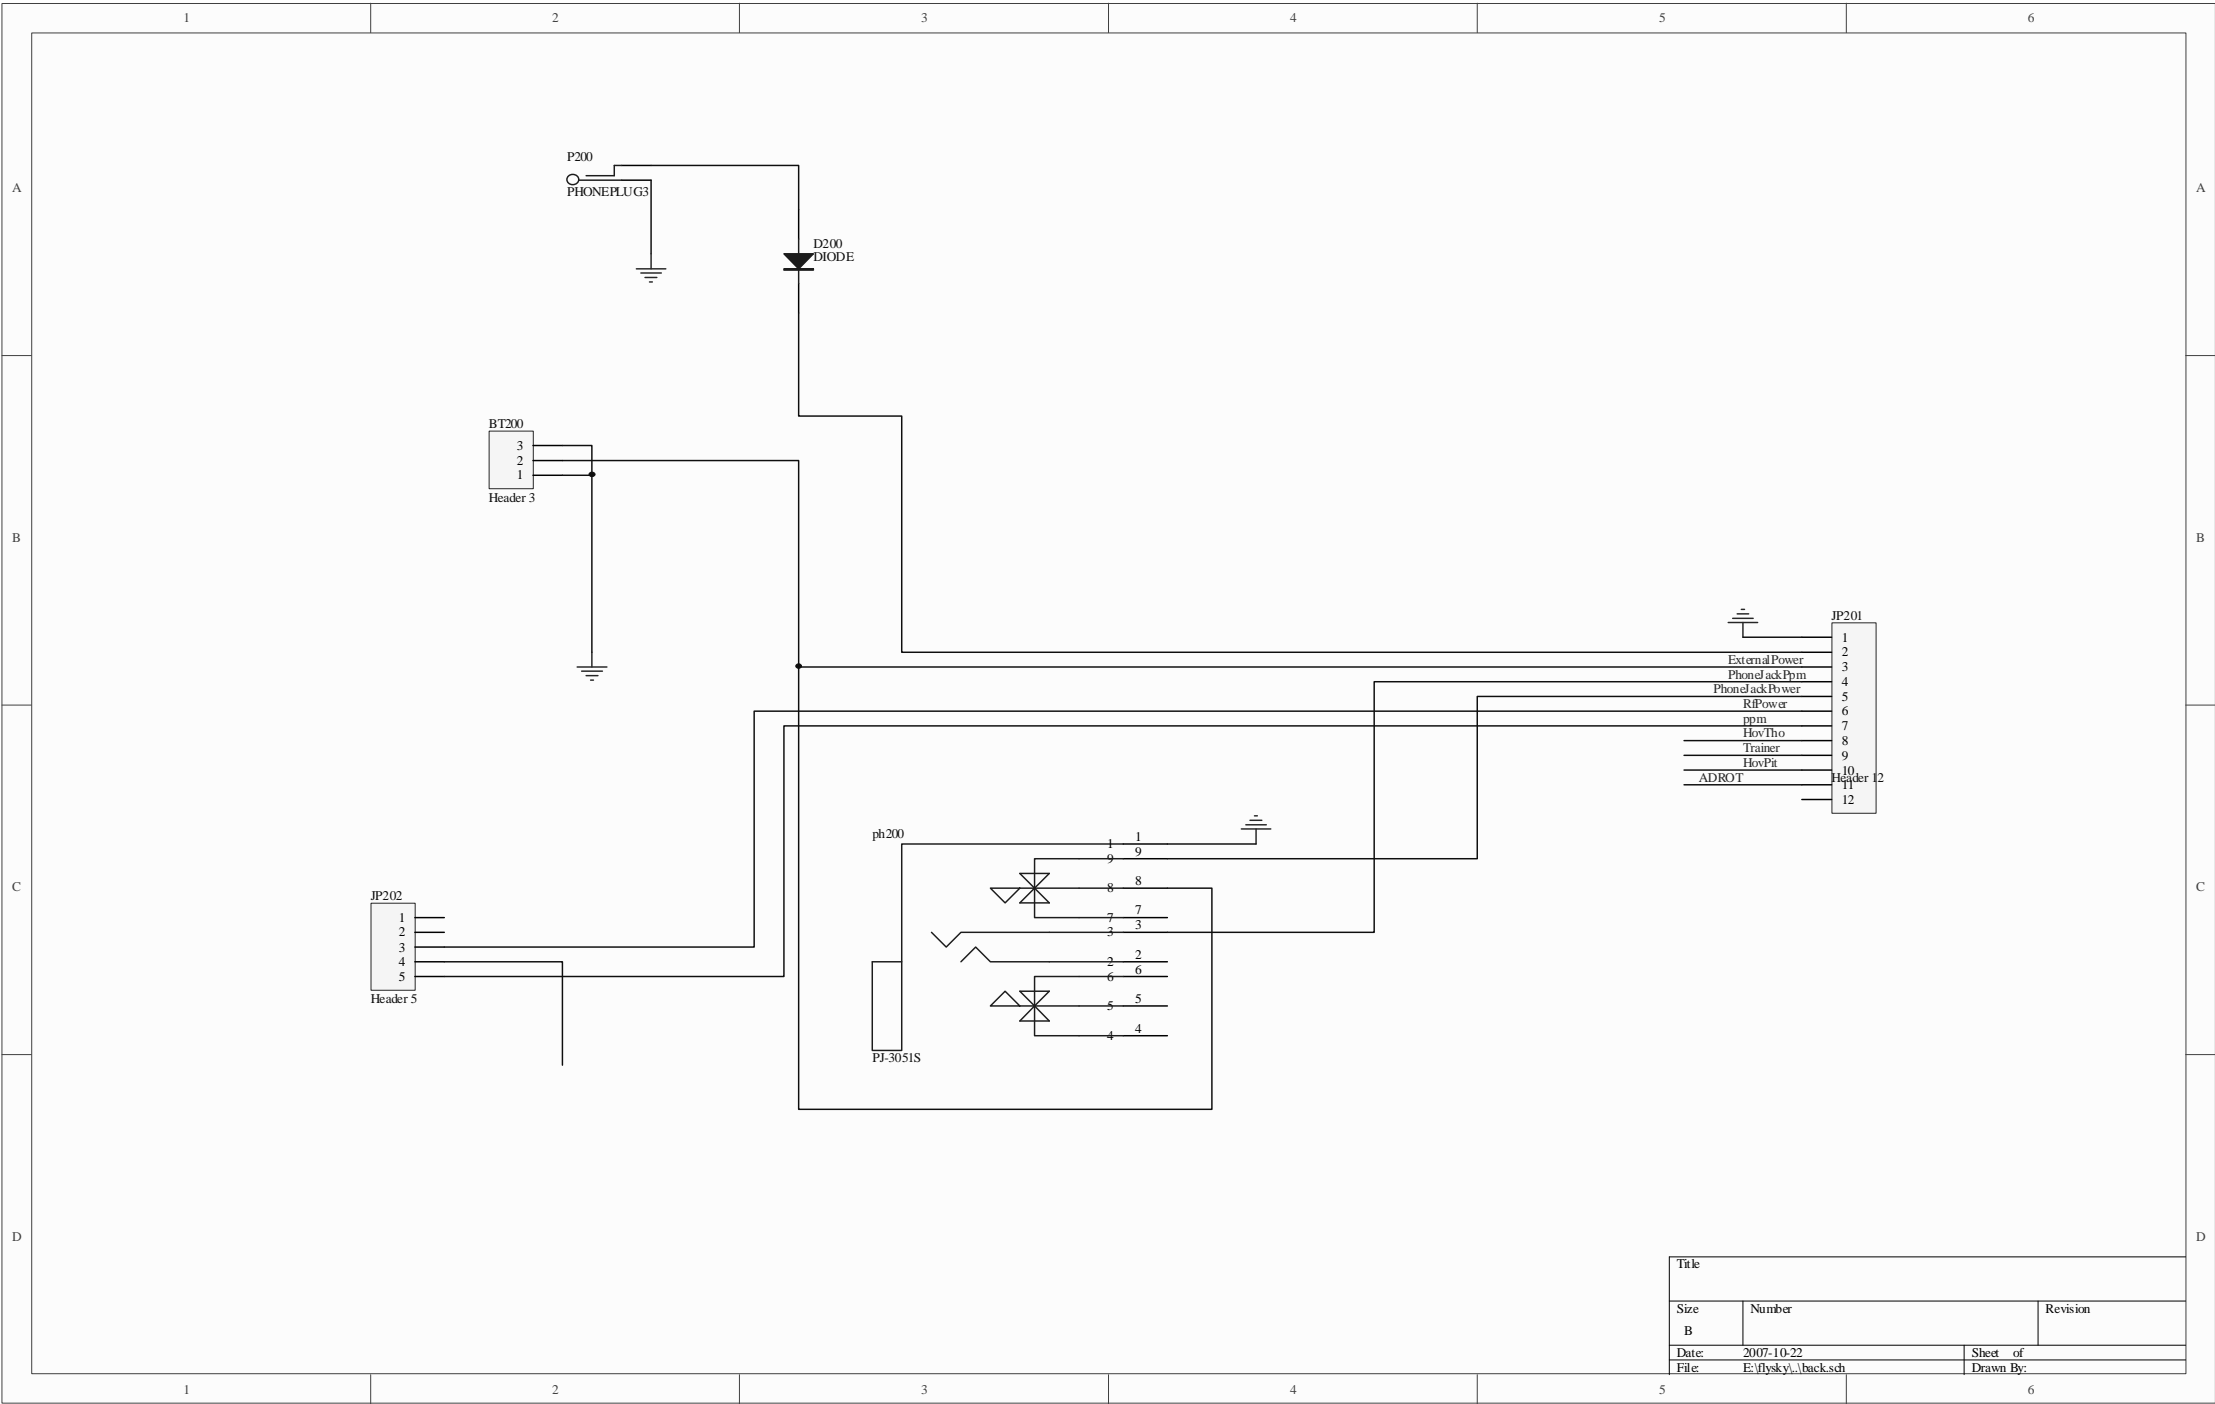 1 2 3 4 5 6
A A
P200
PHONEPLUG3
D200
DIODE
BT200
3
2
1
Header 3
B B
JP201
1
2
ExternalPower 3
PhoneJackPpm 4
PhoneJackPower 5
RfPower 6
ppm 7
HovTho 8
Trainer 9
HovPit 10
ADROT 11
Header 12
12
ph200
1 1
9 9
8 8
7 7
3 3
2 2
6 6
5 5
4 4
PJ-3051S
C C
JP202
1
2
3
4
5
Header 5
D D
Title
Size Number Revision
B
Date: 2007-10-22 Sheet of
File: E:\flysky\..\back.sch Drawn By:
1 2 3 4 5 6